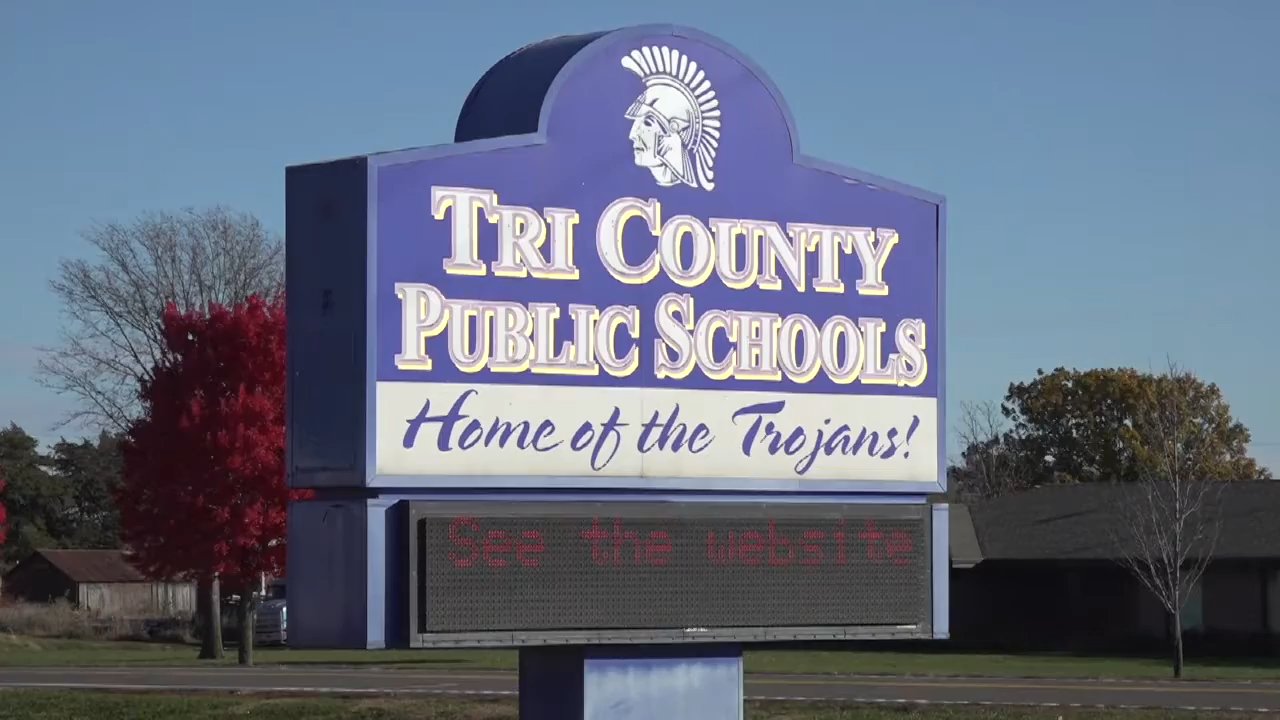 TRI COUNTY
PUBLIC SCHOOLS
Home of the Trojans!
See the website